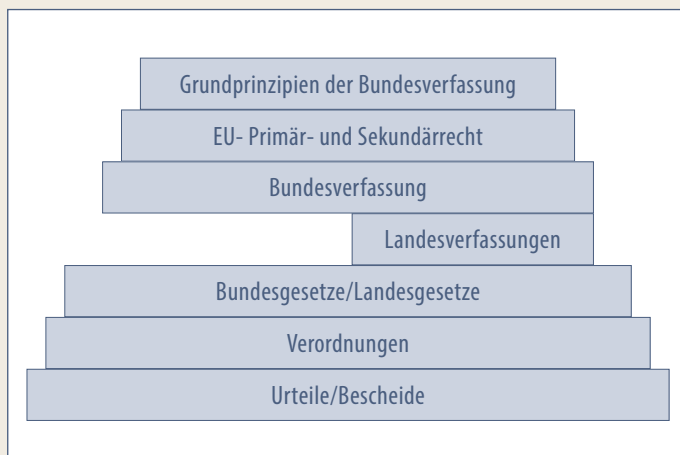 Grundprinzipien der Bundesverfassung
EU- Primär- und Sekundärrecht
Bundesverfassung
Landesverfassungen
Bundesgesetze/Landesgesetze
Verordnungen
Urteile/Bescheide